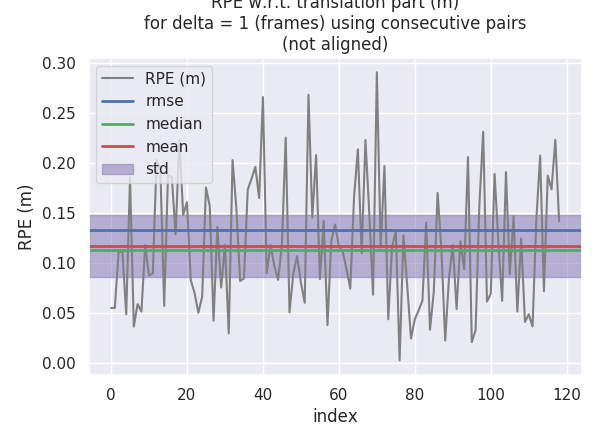 RPE w.r.t. translation part (m)
for delta = 1 (frames) using consecutive pairs
(not aligned)
RPE (m)
0.30
0.25
0.20
0.15
0.10
0.05
0.00
RPE (m)
rmse
median
mean
std
0 20 40 60 80 100 120
index